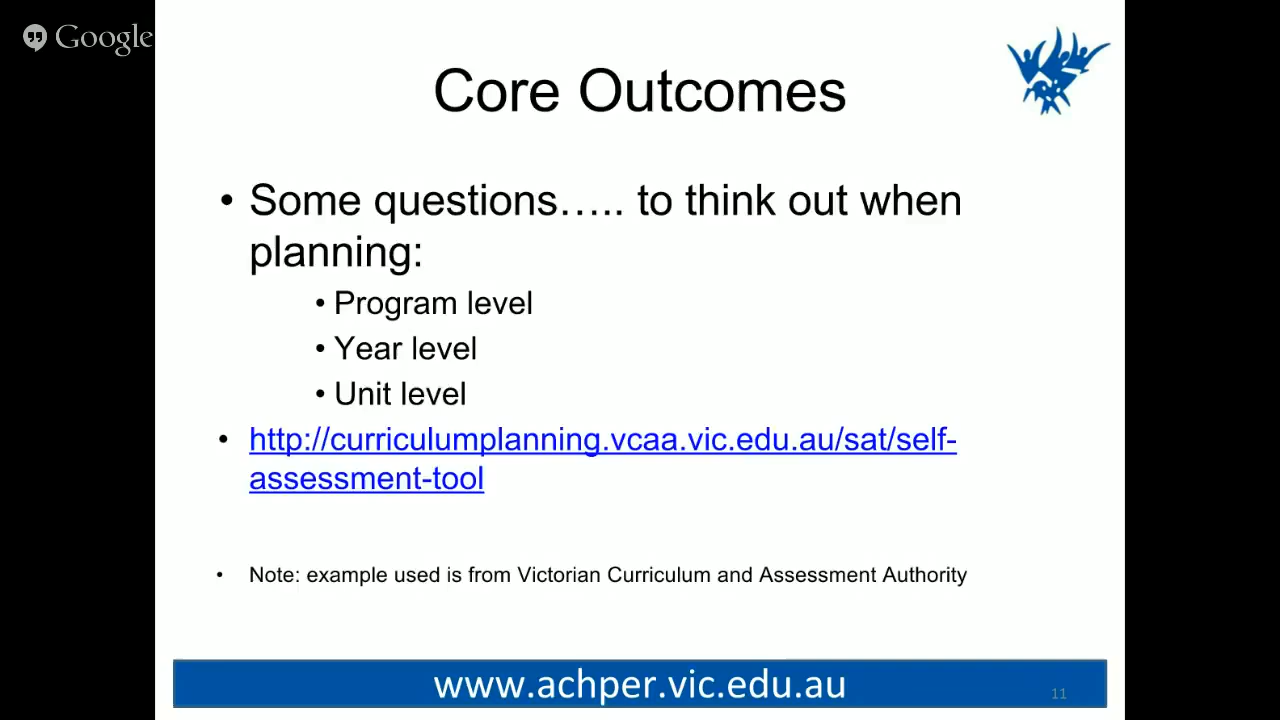 Google
Core Outcomes
• Some questions….. to think out when
planning:
• Program level
• Year level
• Unit level
• http://curriculumplanning.vcaa.vic.edu.au/sat/self-
assessment-tool
• Note: example used is from Victorian Curriculum and Assessment Authority
www.achper.vic.edu.au
11